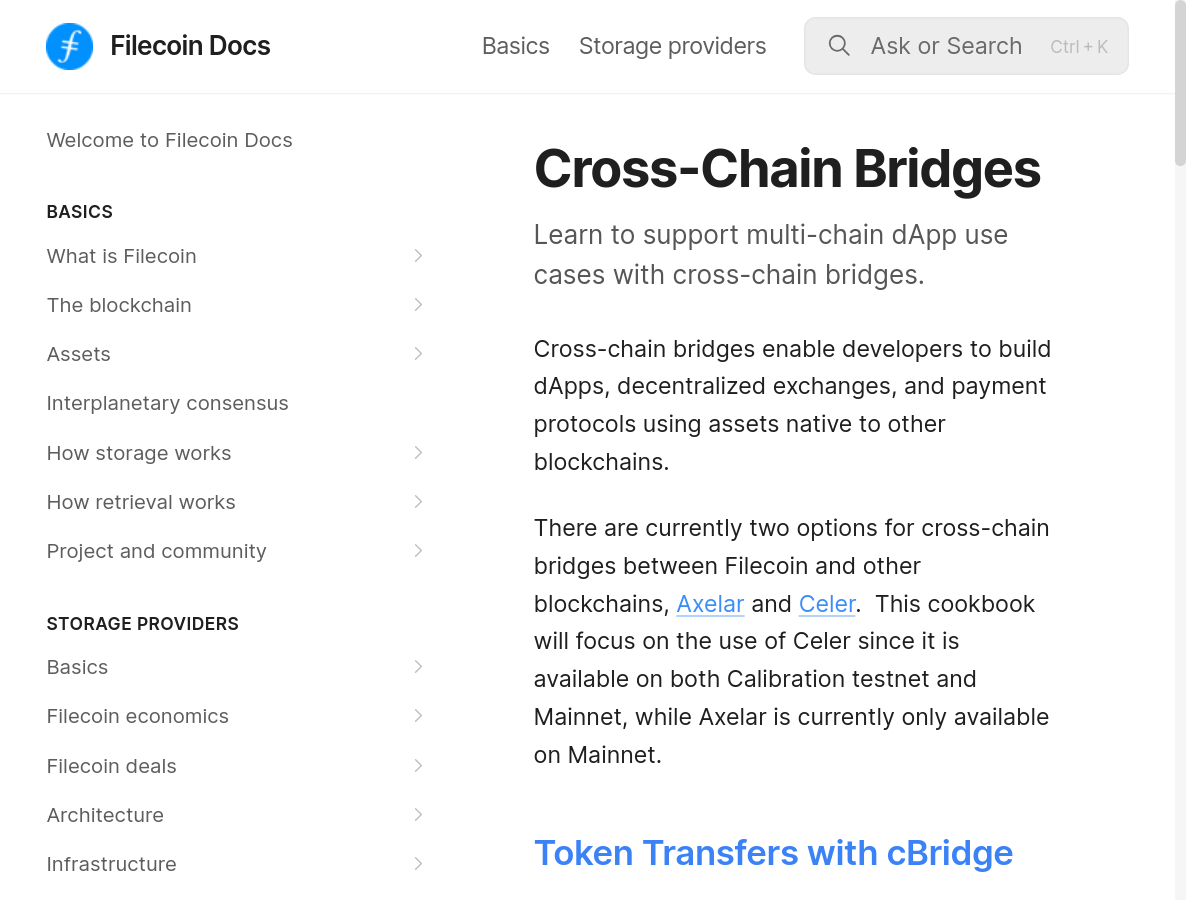 Filecoin Docs
Basics
Storage providers
Ask or Search
Ctrl + K
Welcome to Filecoin Docs
BASICS
What is Filecoin
The blockchain
Assets
Interplanetary consensus
How storage works
How retrieval works
Project and community
STORAGE PROVIDERS
Basics
Filecoin economics
Filecoin deals
Architecture
Infrastructure
Cross-Chain Bridges
Learn to support multi-chain dApp use
cases with cross-chain bridges.
Cross-chain bridges enable developers to build
dApps, decentralized exchanges, and payment
protocols using assets native to other
blockchains.
There are currently two options for cross-chain
bridges between Filecoin and other
blockchains, Axelar and Celer.  This cookbook
will focus on the use of Celer since it is
available on both Calibration testnet and
Mainnet, while Axelar is currently only available
on Mainnet.
Token Transfers with cBridge